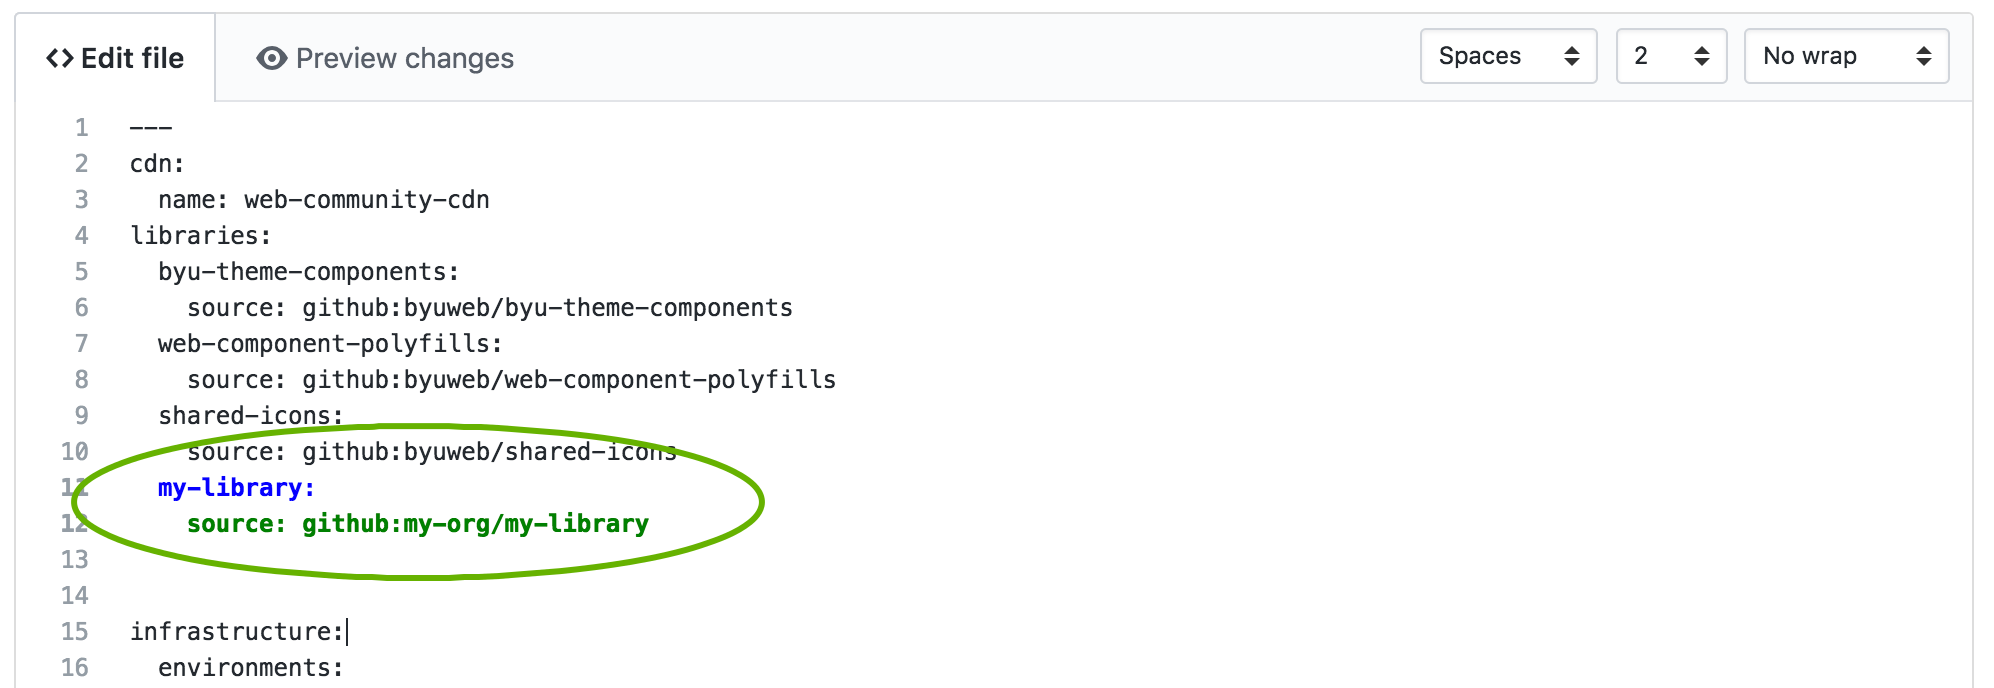 <> Edit file Preview changes Spaces 2 No wrap
1 ---
2 cdn:
3   name: web-community-cdn
4 libraries:
5   byu-theme-components:
6     source: github:byuweb/byu-theme-components
7   web-component-polyfills:
8     source: github:byuweb/web-component-polyfills
9   shared-icons:
10     source: github:byuweb/shared-icons
11   my-library:
12     source: github:my-org/my-library
13
14
15 infrastructure:
16   environments: